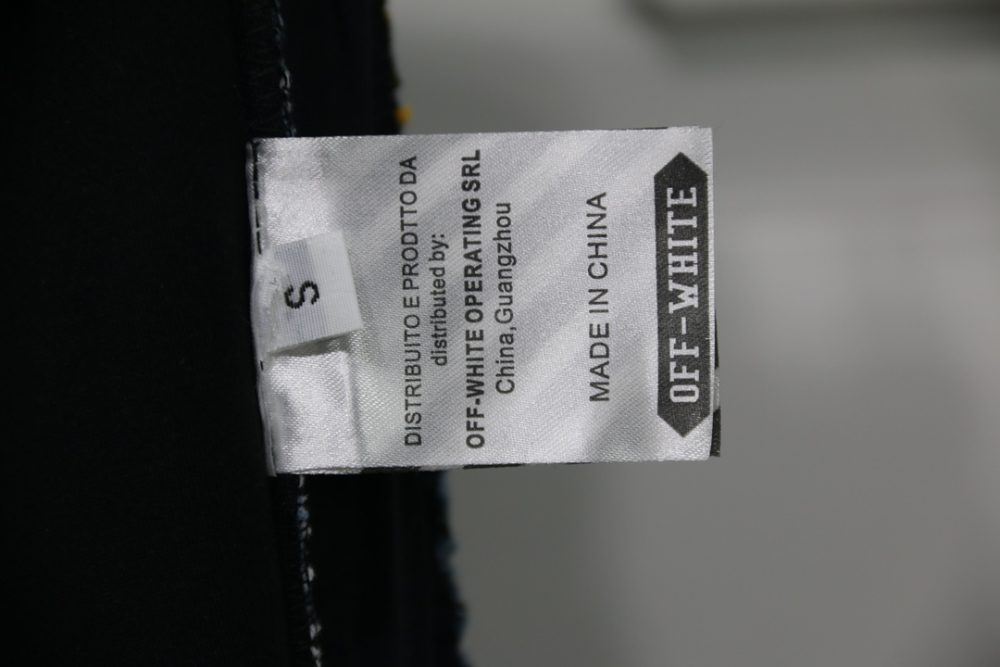 S
DISTRIBUITO E PRODTTO DA
distributed by:
OFF-WHITE OPERATING SRL
China,Guangzhou
MADE IN CHINA
OFF-WHITE